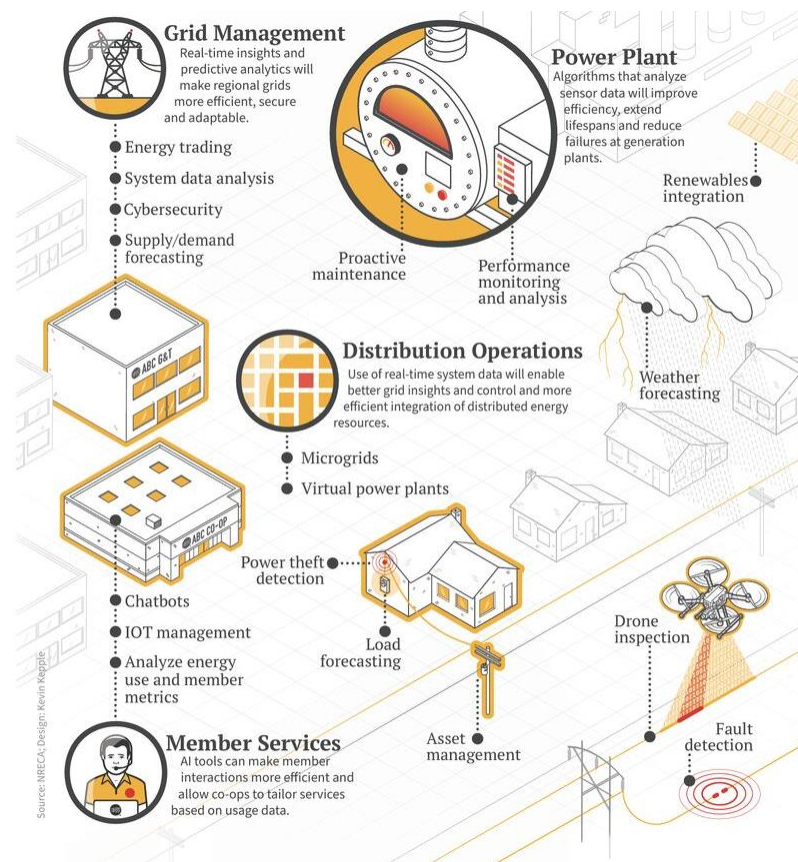 Grid Management
Real-time insights and
predictive analytics will
make regional grids
more efficient, secure
and adaptable.
Energy trading
System data analysis
Cybersecurity
Supply/demand
forecasting
Power Plant
Algorithms that analyze
sensor data will improve
efficiency, extend
lifespans and reduce
failures at generation
plants.
Renewables
integration
Proactive
maintenance
Performance
monitoring
and analysis
ABC G&T
Distribution Operations
Use of real-time system data will enable
better grid insights and control and more
efficient integration of distributed energy
resources.
Microgrids
Virtual power plants
Weather
forecasting
ABC CO-OP
Power theft
detection
Load
forecasting
Chatbots
IOT management
Analyze energy
use and member
metrics
Drone
inspection
Asset
management
Fault
detection
Member Services
AI tools can make member
interactions more efficient and
allow co-ops to tailor services
based on usage data.
Source: NRECA; Design: Kevin Kepple